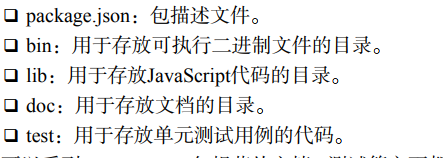 ❑ package.json：包描述文件。
❑ bin：用于存放可执行二进制文件的目录。
❑ lib：用于存放JavaScript代码的目录。
❑ doc：用于存放文档的目录。
❑ test：用于存放单元测试用例的代码。